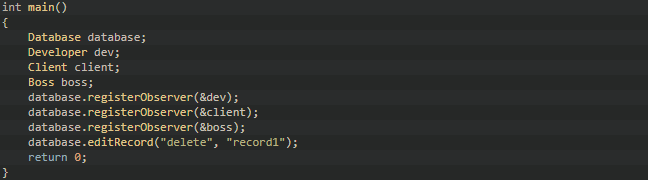 int main()
{
    Database database;
    Developer dev;
    Client client;
    Boss boss;
    database.registerObserver(&dev);
    database.registerObserver(&client);
    database.registerObserver(&boss);
    database.editRecord("delete", "record1");
    return 0;
}